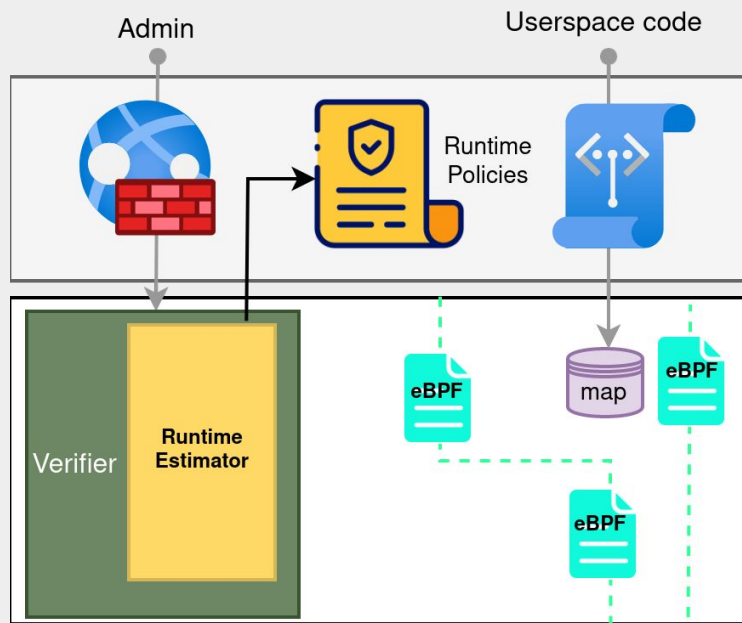 Admin
Userspace code
Runtime
Policies
eBPF
map
eBPF
Verifier
Runtime
Estimator
eBPF